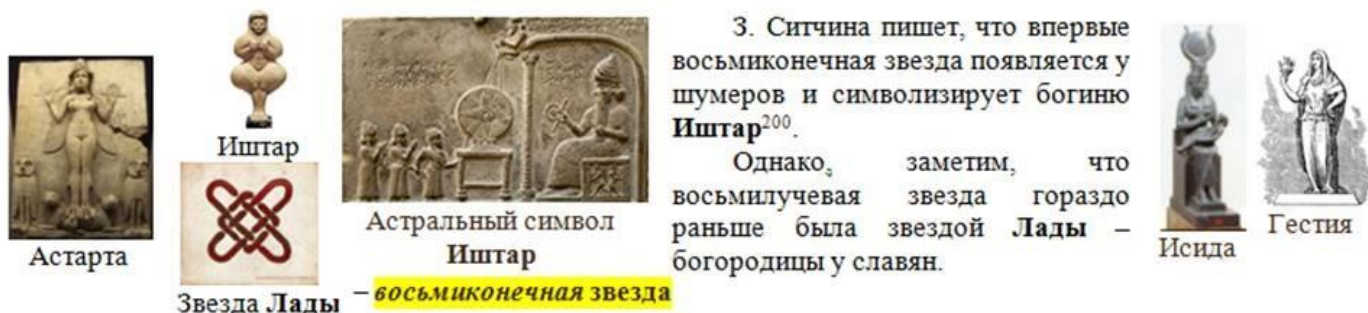 Астарта
Иштар
Звезда Лады
Астральный символ
Иштар
– восьмиконечная звезда
З. Ситчина пишет, что впервые
восьмиконечная звезда появляется у
шумеров и символизирует богиню
Иштар200.
Однако, заметим, что
восьмилучевая звезда гораздо
раньше была звездой Лады –
богородицы у славян.
Исида
Гестия